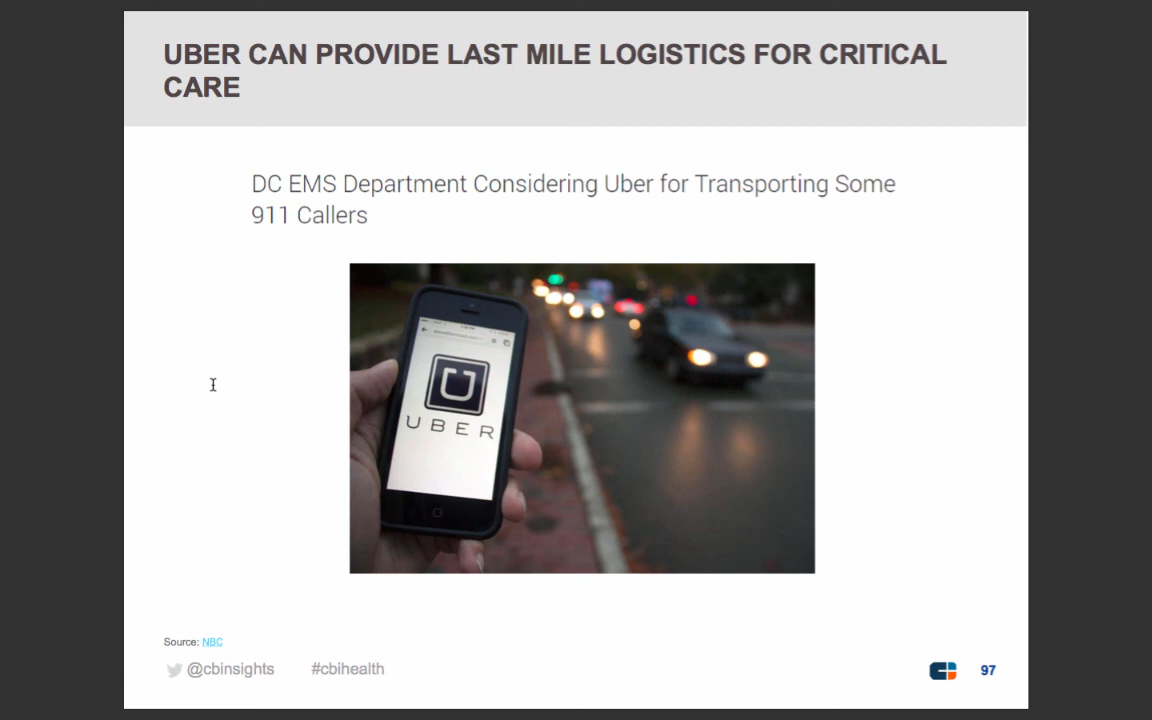 UBER CAN PROVIDE LAST MILE LOGISTICS FOR CRITICAL
CARE
DC EMS Department Considering Uber for Transporting Some
911 Callers
U
UBER
Source: NBC
@cbinsights #cbihealth
97